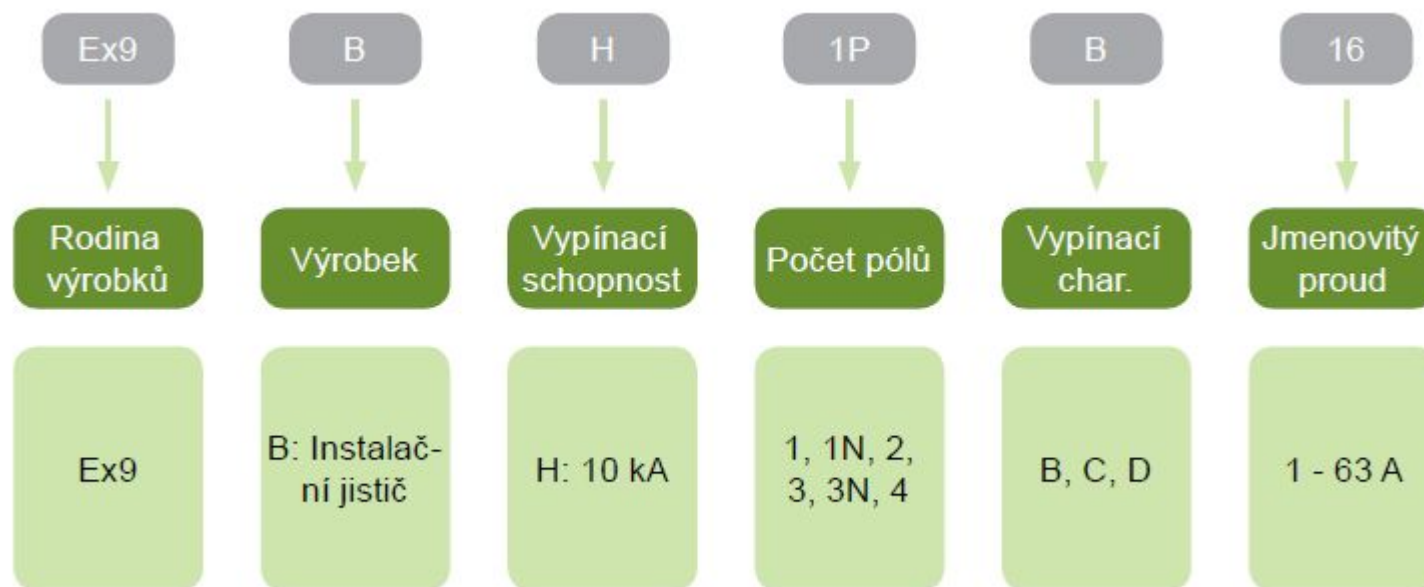 Ex9
B
H
1P
B
16
Rodina
výrobků
Výrobek
Vypínací
schopnost
Počet pólů
Vypínací
char.
Jmenovitý
proud
Ex9
B: Instalač-
ní jistič
H: 10 kA
1, 1N, 2,
3, 3N, 4
B, C, D
1 - 63 A